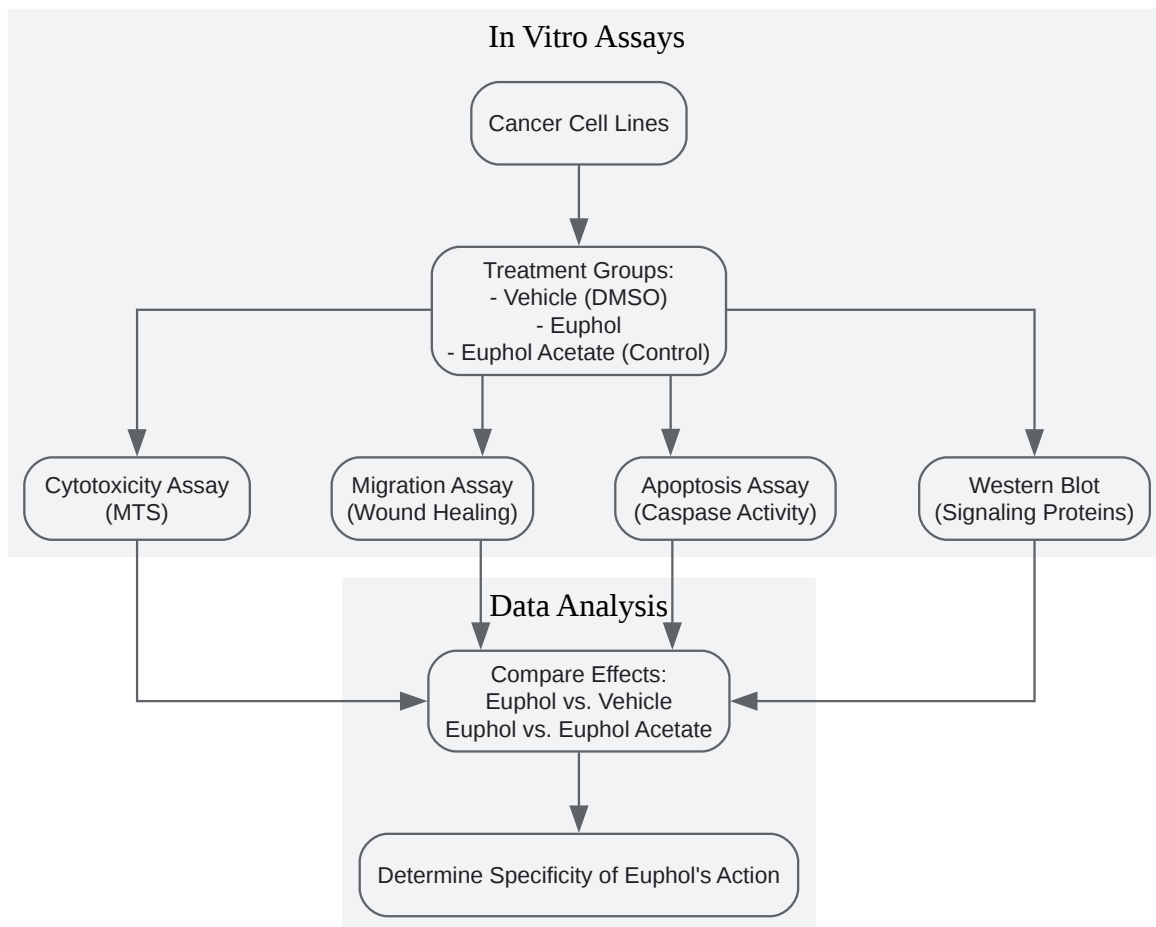 In Vitro Assays
Cancer Cell Lines
Treatment Groups:
- Vehicle (DMSO)
- Euphol
- Euphol Acetate (Control)
Cytotoxicity Assay
(MTS)
Migration Assay
(Wound Healing)
Apoptosis Assay
(Caspase Activity)
Western Blot
(Signaling Proteins)
Data Analysis
Compare Effects:
Euphol vs. Vehicle
Euphol vs. Euphol Acetate
Determine Specificity of Euphol's Action